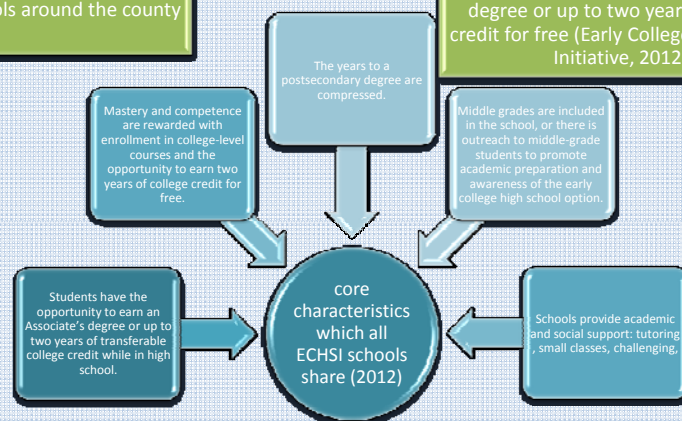 ols around the county
degree or up to two year
credit for free (Early College
Initiative, 2012
The years to a
postsecondary degree are
compressed.
Mastery and competence
are rewarded with
enrollment in college-level
courses and the
opportunity to earn two
years of college credit for
free.
Middle grades are included
in the school, or there is
outreach to middle-grade
students to promote
academic preparation and
awareness of the early
college high school option.
Students have the
opportunity to earn an
Associate's degree or up to
two years of transferable
college credit while in high
school.
core
characteristics
which all
ECHSI schools
share (2012)
Schools provide academic
and social support: tutoring
, small classes, challenging,